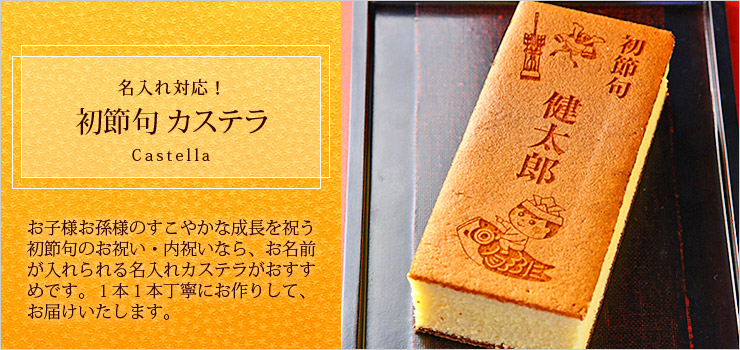 名入れ対応！
初節句 カステラ
Castella
お子様お孫様のすこやかな成長を祝う
初節句のお祝い・内祝いなら、お名前
が入れられる名入れカステラがおすす
めです。１本１本丁寧にお作りして、
お届けいたします。
初節句
健太郎